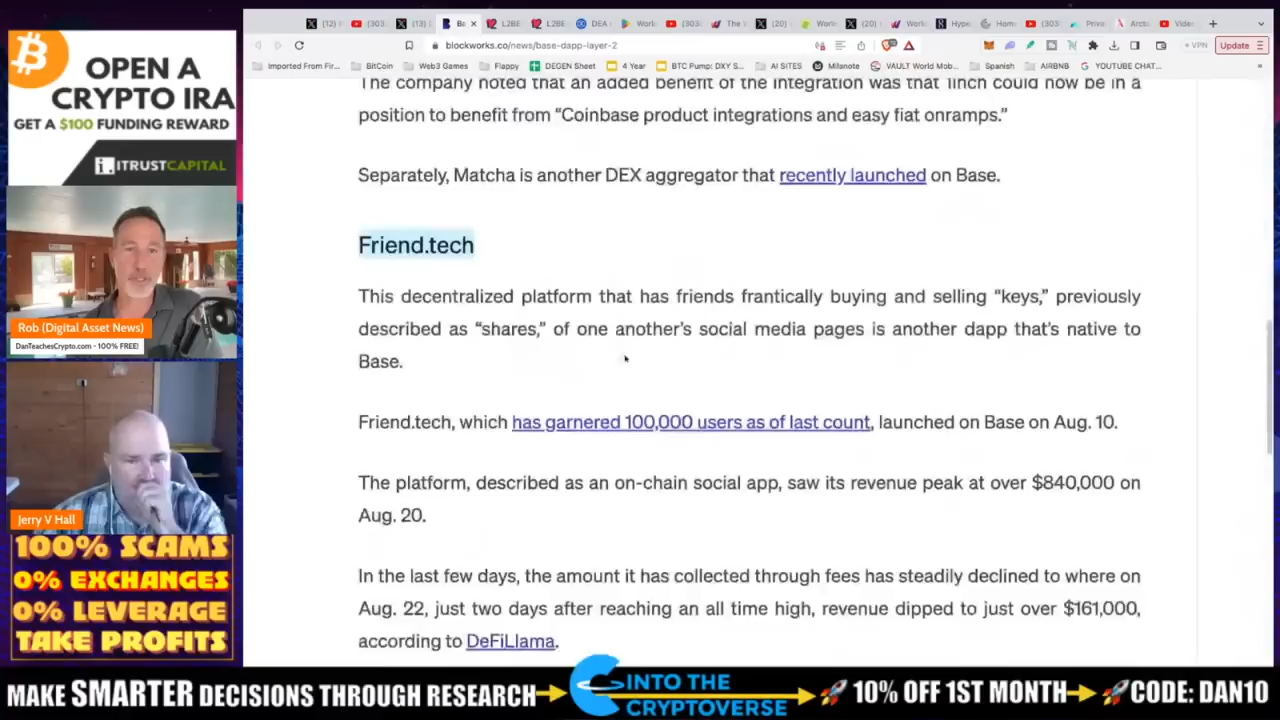 OPEN A
CRYPTO IRA
GET A $100 FUNDING REWARD
ITRUSTCAPITAL
Rob (Digital Asset News)
DanTeachesCrypto.com - 100% FREE!
Jerry V Hall
100% SCAMS
0% EXCHANGES
0% LEVERAGE
TAKE PROFITS
blockworks.co/news/base-dapp-layer-2
VPN
Update
Imported From Fir...
BitCoin
Web3 Games
Flappy
DEGEN Sheet
4 Year
BTC Pump: DXY S...
AI SITES
Milanote
VAULT World Mob...
Spanish
AIRBNB
YOUTUBE CHAT...
The company noted that an added benefit of the integration was that 1inch could now be in a
position to benefit from “Coinbase product integrations and easy fiat onramps.”
Separately, Matcha is another DEX aggregator that recently launched on Base.
Friend.tech
This decentralized platform that has friends frantically buying and selling “keys,” previously
described as “shares,” of one another’s social media pages is another dapp that’s native to
Base.
Friend.tech, which has garnered 100,000 users as of last count, launched on Base on Aug. 10.
The platform, described as an on-chain social app, saw its revenue peak at over $840,000 on
Aug. 20.
In the last few days, the amount it has collected through fees has steadily declined to where on
Aug. 22, just two days after reaching an all time high, revenue dipped to just over $161,000,
according to DeFiLlama.
MAKE SMARTER DECISIONS THROUGH RESEARCH
INTO THE
CRYPTOVERSE
10% OFF 1ST MONTH
CODE: DAN10